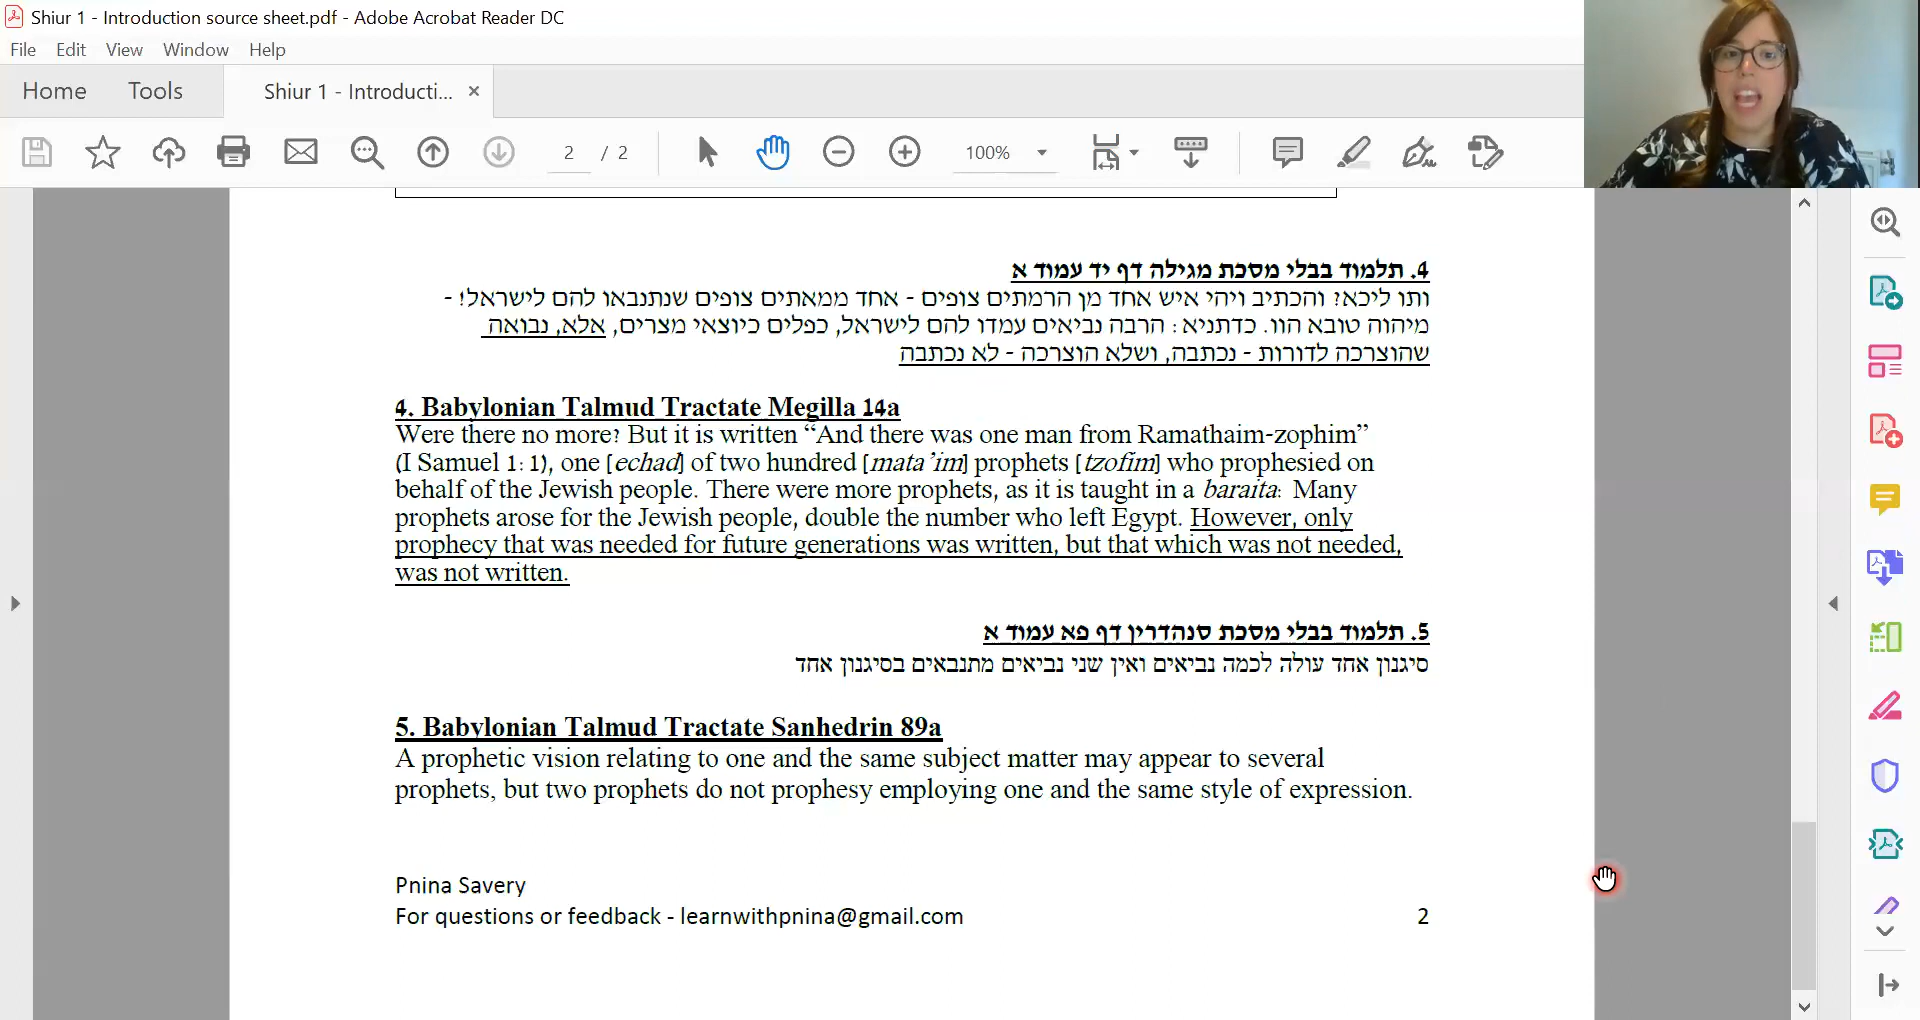 Shiur 1 - Introduction source sheet.pdf - Adobe Acrobat Reader DC
File Edit View Window Help
Home Tools Shiur 1 - Introducti... ×
2 / 2 100%
4. תלמוד בבלי מסכת מגילה דף יד עמוד א
ותו ליכא? והכתיב ויהי איש אחד מן הרמתים צופים - אחד ממאתים צופים שנתנבאו להם לישראל! -
מיהוה טובא הוו. כדתניא: הרבה נביאים עמדו להם לישראל, כפלים כיוצאי מצרים, אלא, נבואה
שהוצרכה לדורות - נכתבה, ושלא הוצרכה - לא נכתבה
4. Babylonian Talmud Tractate Megilla 14a
Were there no more? But it is written “And there was one man from Ramathaim-zophim”
(I Samuel 1:1), one [echad] of two hundred [mata’im] prophets [tzofim] who prophesied on
behalf of the Jewish people. There were more prophets, as it is taught in a baraita: Many
prophets arose for the Jewish people, double the number who left Egypt. However, only
prophecy that was needed for future generations was written, but that which was not needed,
was not written.
5. תלמוד בבלי מסכת סנהדרין דף פא עמוד א
סיגנון אחד עולה לכמה נביאים ואין שני נביאים מתנבאים בסיגנון אחד
5. Babylonian Talmud Tractate Sanhedrin 89a
A prophetic vision relating to one and the same subject matter may appear to several
prophets, but two prophets do not prophesy employing one and the same style of expression.
Pnina Savery
For questions or feedback - learnwithpnina@gmail.com 2